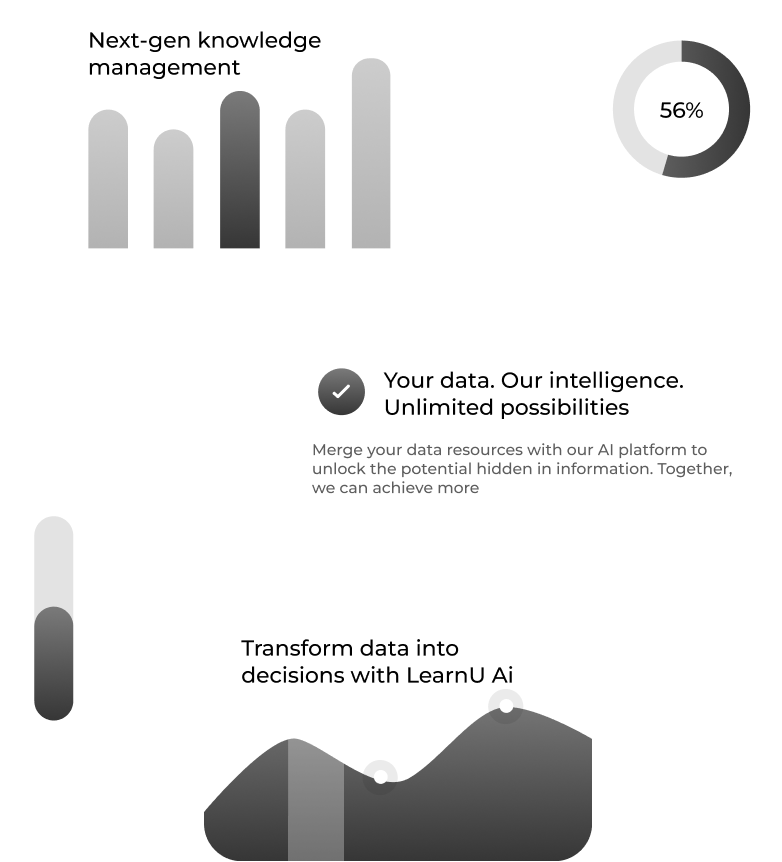 Next-gen knowledge
management
56%
Your data. Our intelligence.
Unlimited possibilities
Merge your data resources with our AI platform to
unlock the potential hidden in information. Together,
we can achieve more
Transform data into
decisions with LearnU Ai